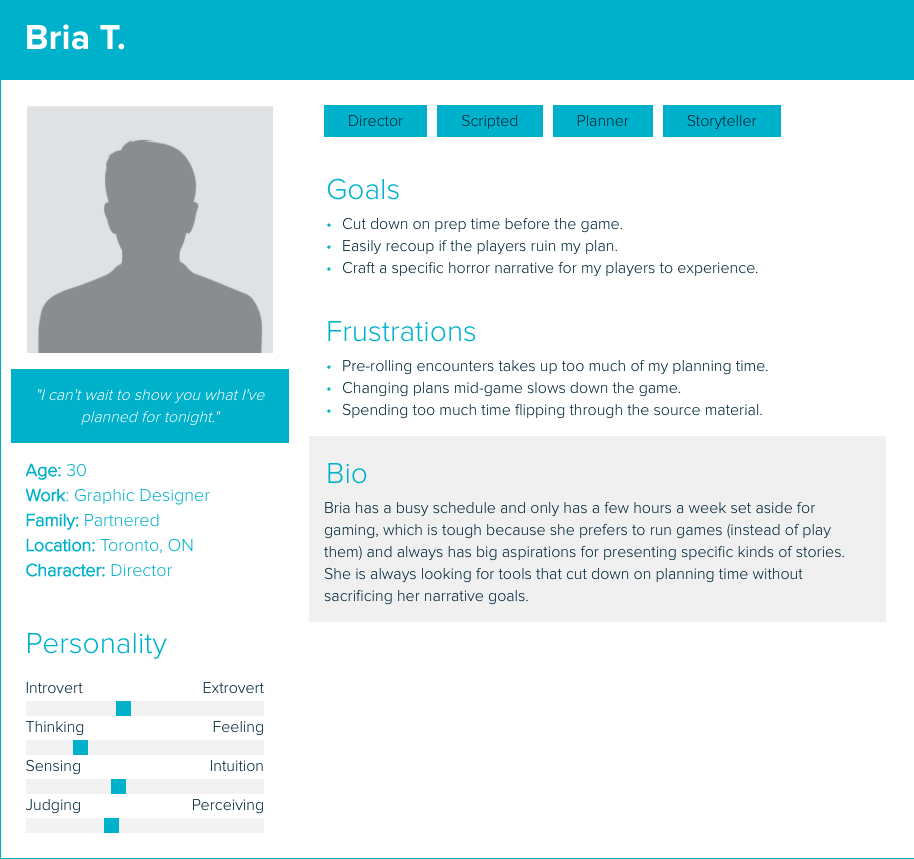 Bria T.
"I can't wait to show you what I've
planned for tonight."
Age: 30
Work: Graphic Designer
Family: Partnered
Location: Toronto, ON
Character: Director
Personality
Introvert Extrovert
Thinking Feeling
Sensing Intuition
Judging Perceiving
Director Scripted Planner Storyteller
Goals
• Cut down on prep time before the game.
• Easily recoup if the players ruin my plan.
• Craft a specific horror narrative for my players to experience.
Frustrations
• Pre-rolling encounters takes up too much of my planning time.
• Changing plans mid-game slows down the game.
• Spending too much time flipping through the source material.
Bio
Bria has a busy schedule and only has a few hours a week set aside for
gaming, which is tough because she prefers to run games (instead of play
them) and always has big aspirations for presenting specific kinds of stories.
She is always looking for tools that cut down on planning time without
sacrificing her narrative goals.